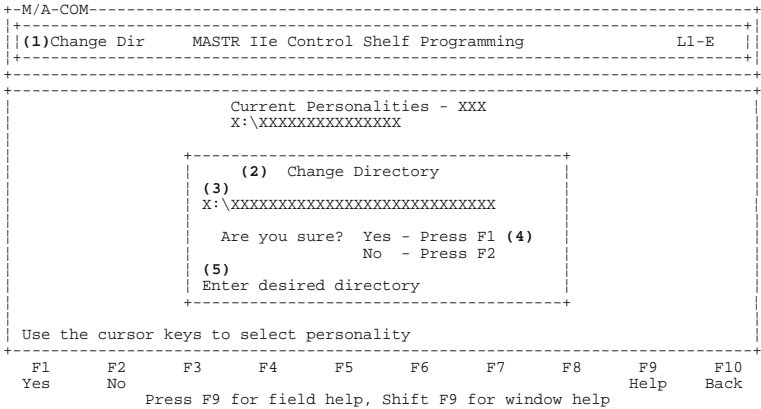 M/A-COM
(1)Change Dir MASTR IIe Control Shelf Programming L1-E
Current Personalities - XXX
X:\XXXXXXXXXXXXXXX
(2) Change Directory
(3)
X:\XXXXXXXXXXXXXXXXXXXXXXXXXXXX
Are you sure? Yes - Press F1 (4)
No - Press F2
(5)
Enter desired directory
Use the cursor keys to select personality
F1 F2 F3 F4 F5 F6 F7 F8 F9 F10
Yes No Help Back
Press F9 for field help, Shift F9 for window help